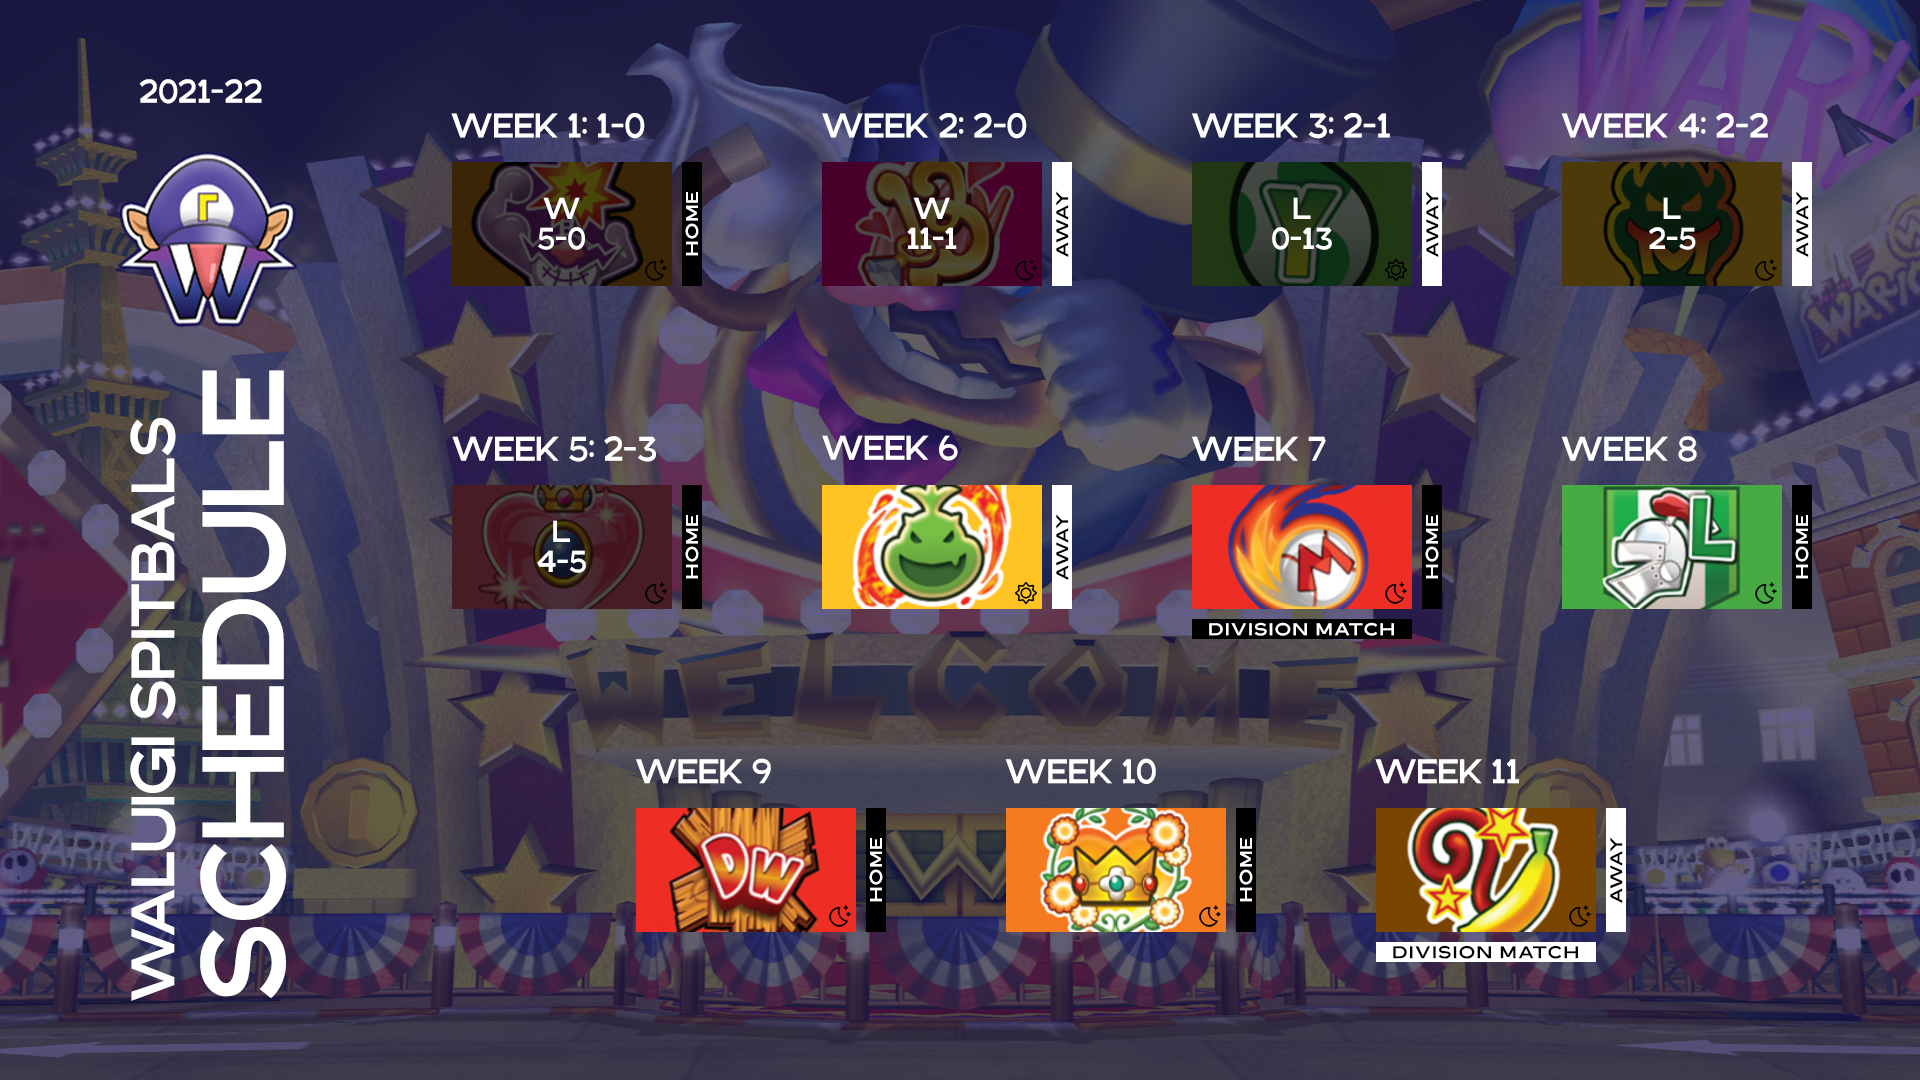 2021-22
WALUIGI SPITBALS
SCHEDULE
WEEK 1: 1-0
W
5-0
HOME
WEEK 2: 2-0
W
11-1
AWAY
WEEK 3: 2-1
Y
L
0-13
AWAY
WEEK 4: 2-2
L
2-5
AWAY
WEEK 5: 2-3
L
4-5
HOME
WEEK 6
AWAY
WEEK 7
M
HOME
DIVISION MATCH
WEEK 8
L
HOME
WEEK 9
DW
HOME
WEEK 10
HOME
WEEK 11
AWAY
DIVISION MATCH
WELCOME
W